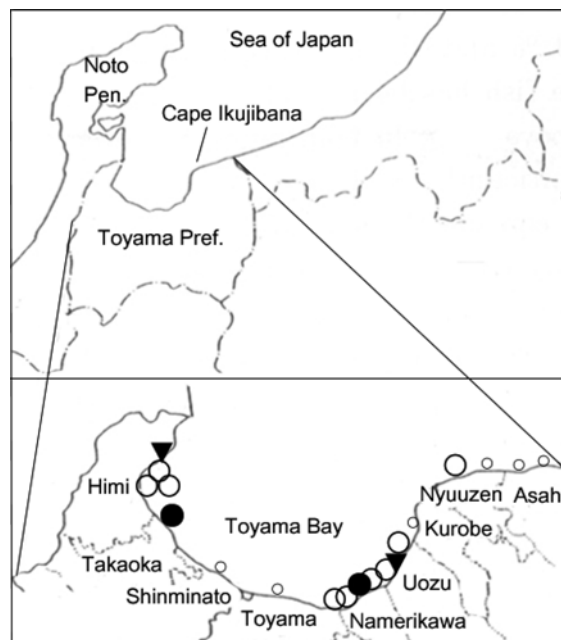 Sea of Japan
Noto
Pen.
Cape Ikujibana
Toyama Pref.
Himi
Nyuuzen Asah
Toyama Bay
Kurobe
Takaoka
Uozu
Shinminato
Toyama
Namerikawa